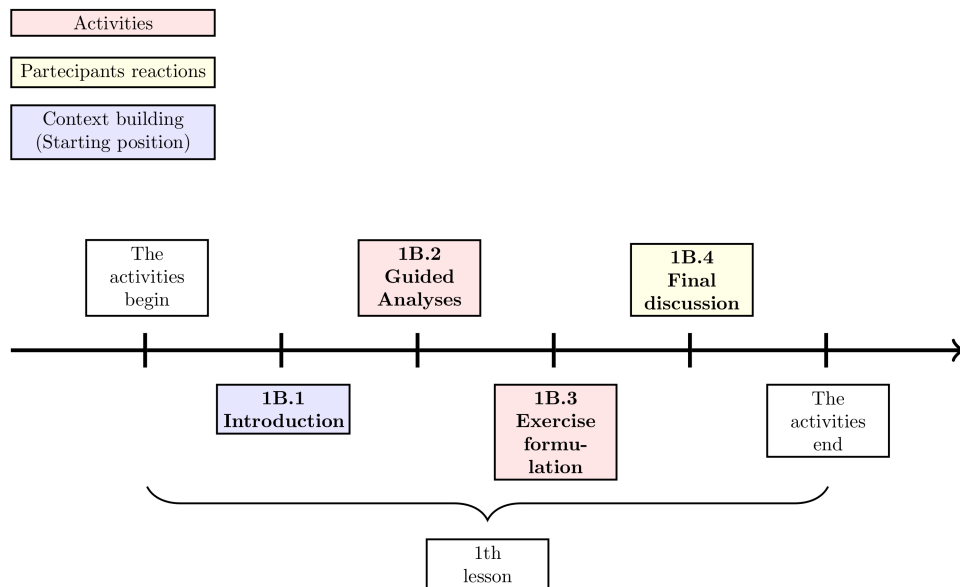 Activities
Partecipants reactions
Context building
(Starting position)
The
activities
begin
1B.2
Guided
Analyses
1B.4
Final
discussion
1B.1
Introduction
1B.3
Exercise
formu-
lation
The
activities
end
1th
lesson